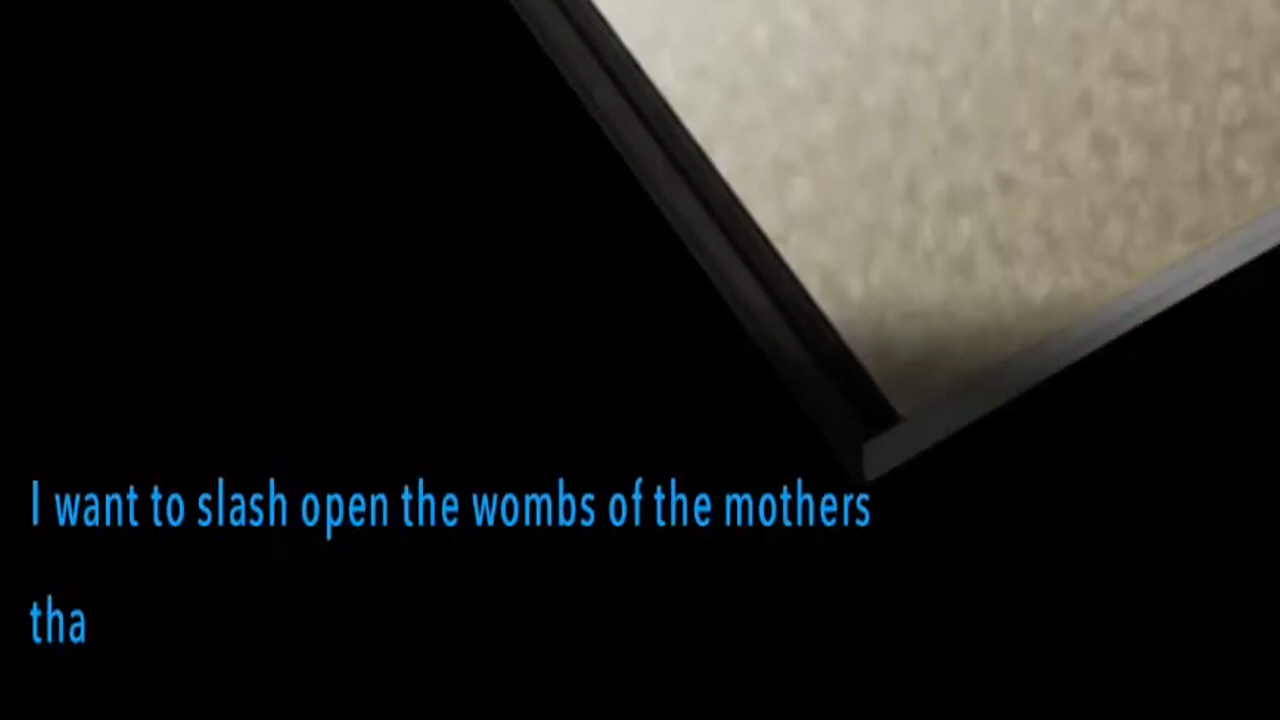 I want to slash open the wombs of the mothers
tha